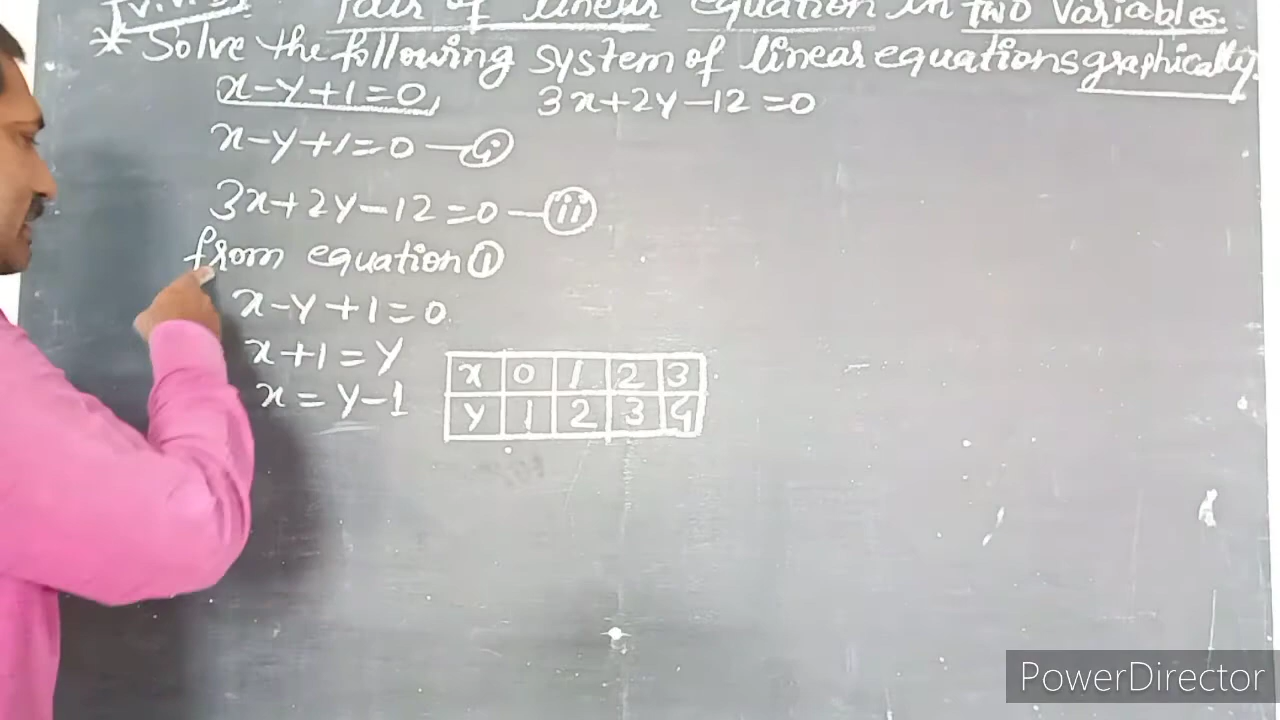 Pair of linear equation in two variables.
* Solve the following system of linear equations graphically.
x-y+1=0, 3x+2y-12=0
x-y+1=0 —(i)
3x+2y-12=0 —(ii)
from equation (1)
x-y+1=0
x+1=y
x=y-1
x 0 1 2 3
y 1 2 3 4
PowerDirector